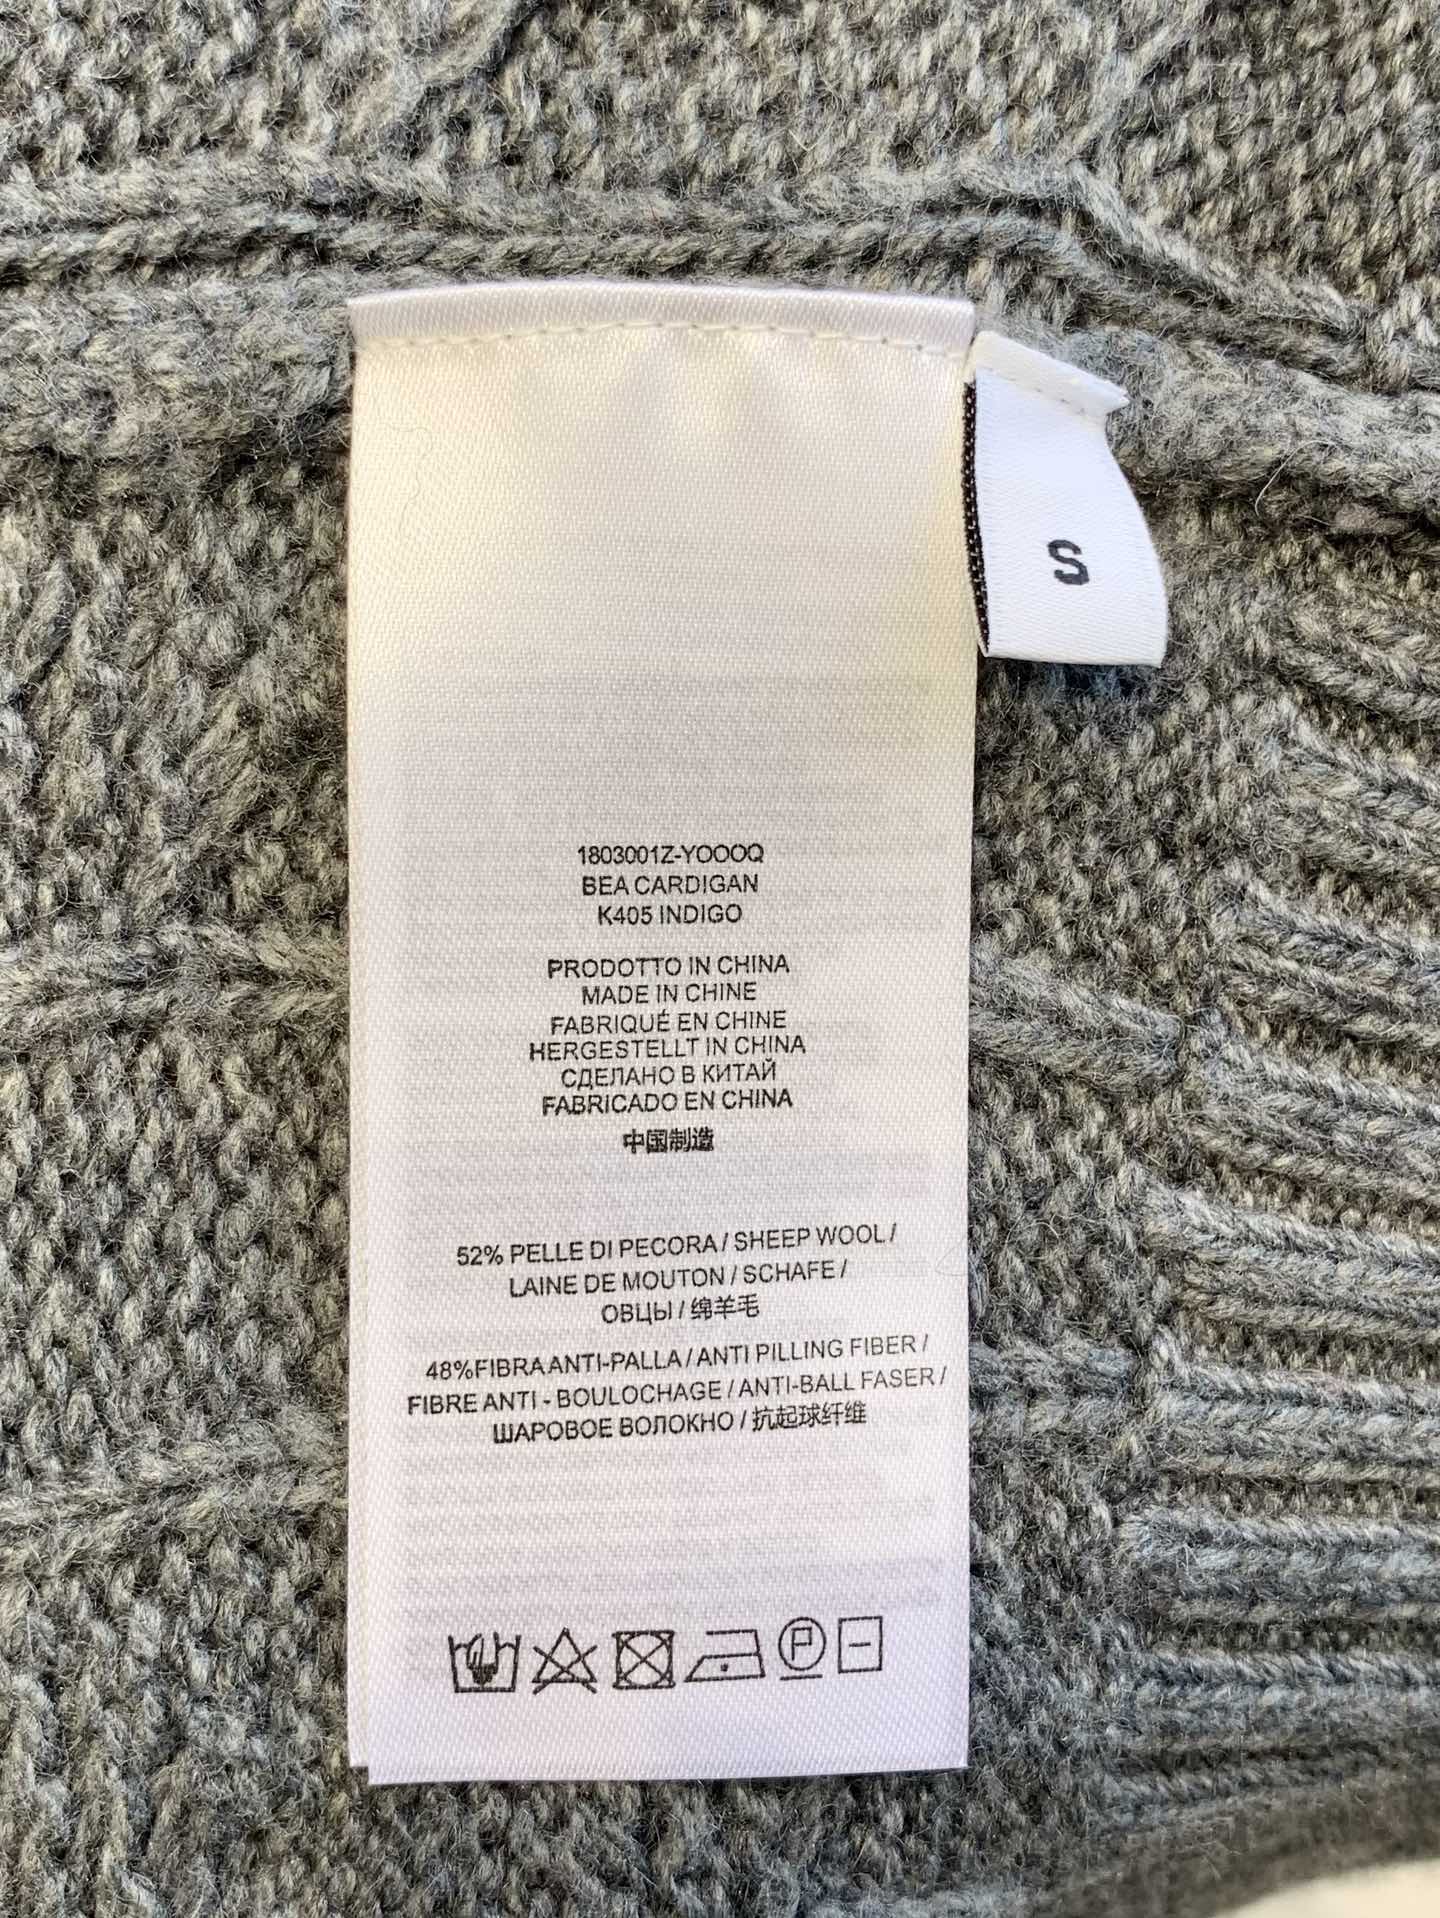 S
1803001Z-YOOOQ
BEA CARDIGAN
K405 INDIGO
PRODOTTO IN CHINA
MADE IN CHINE
FABRIQUÉ EN CHINE
HERGESTELLT IN CHINA
СДЕЛАНО В КИТАЙ
FABRICADO EN CHINA
中国制造
52% PELLE DI PECORA / SHEEP WOOL /
LAINE DE MOUTON / SCHAFE /
ОВЦЫ / 绵羊毛
48%FIBRA ANTI-PALLA / ANTI PILLING FIBER /
FIBRE ANTI - BOULOCHAGE / ANTI-BALL FASER /
ШАРОВОЕ ВОЛОКНО / 抗起球纤维
P